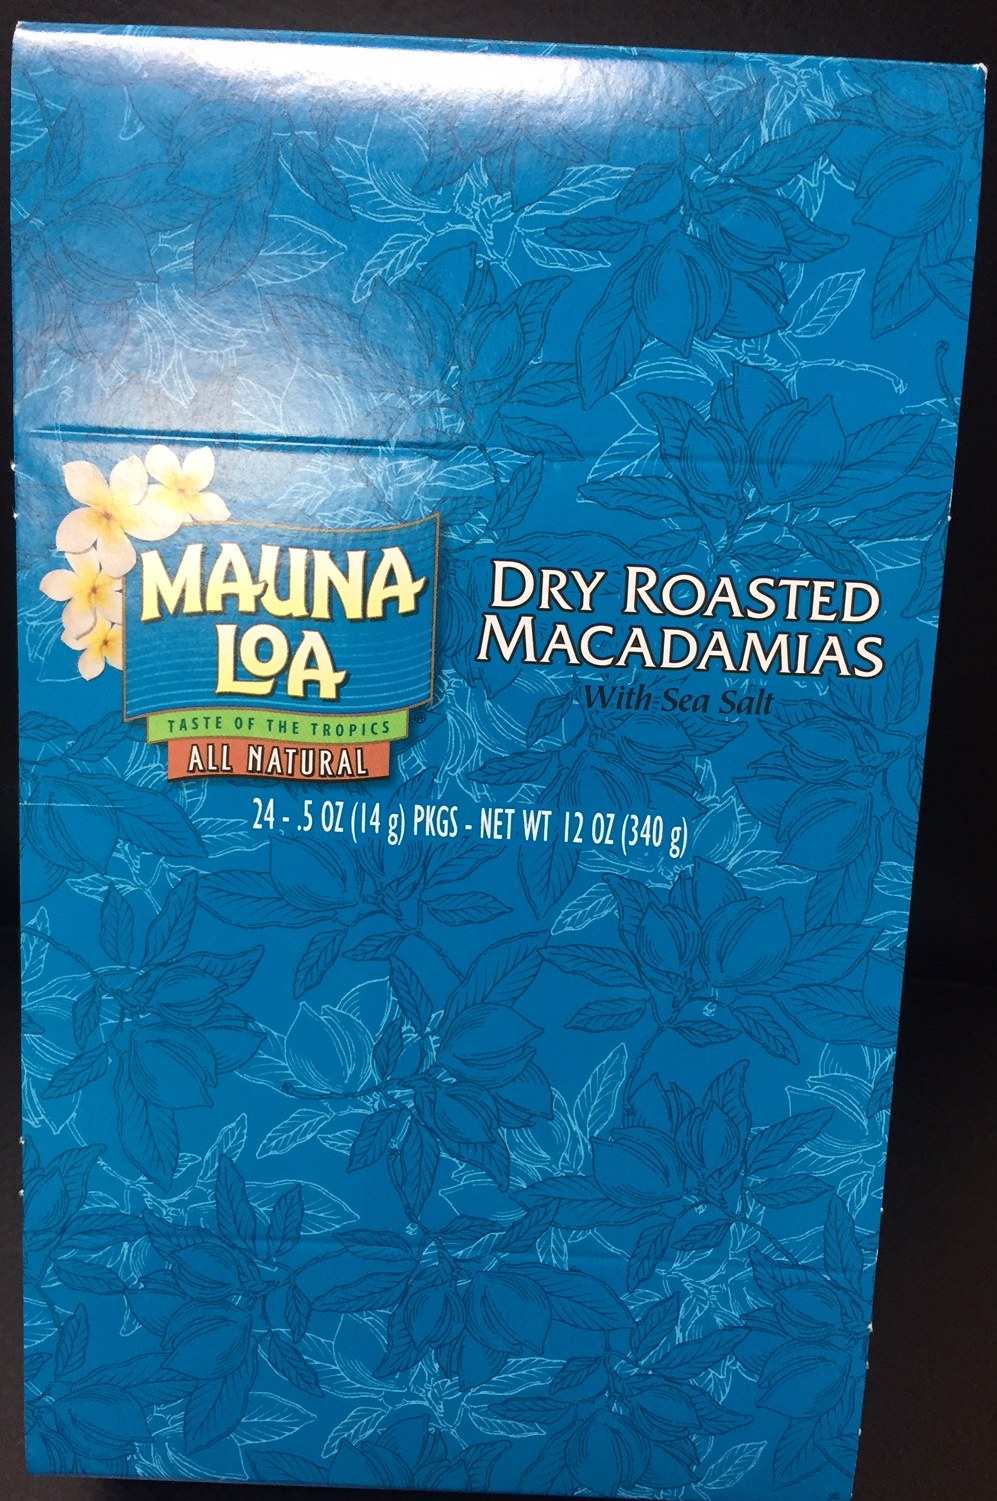 MAUNA
LOA
TASTE OF THE TROPICS
®
ALL NATURAL
DRY ROASTED
MACADAMIAS
With Sea Salt
24 - .5 OZ (14 g) PKGS - NET WT 12 OZ (340 g)